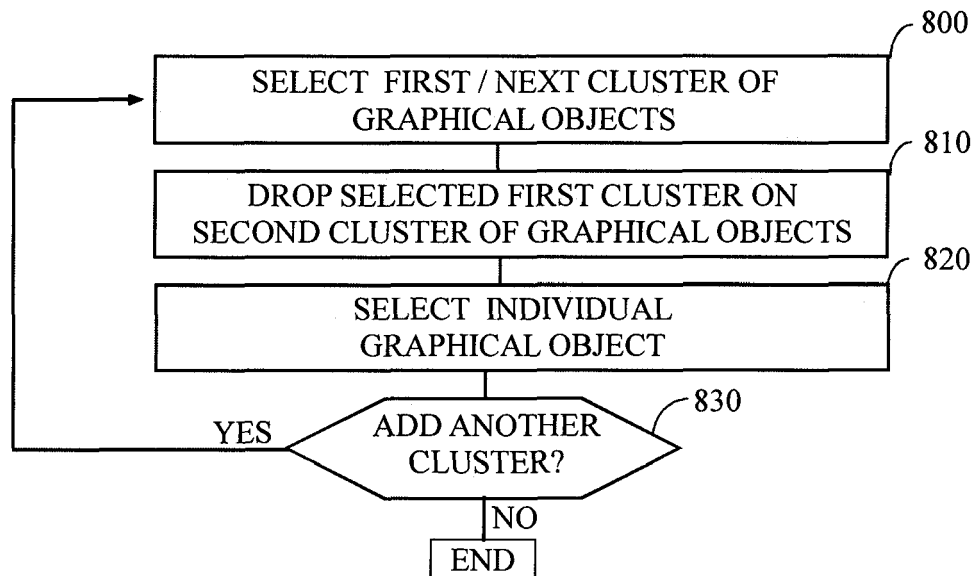 800
SELECT FIRST / NEXT CLUSTER OF
GRAPHICAL OBJECTS
810
DROP SELECTED FIRST CLUSTER ON
SECOND CLUSTER OF GRAPHICAL OBJECTS
820
SELECT INDIVIDUAL
GRAPHICAL OBJECT
830
YES
ADD ANOTHER
CLUSTER?
NO
END